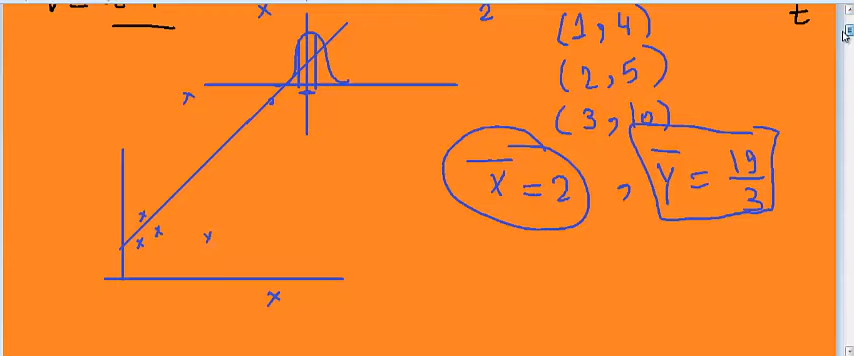 x 2 t
(1, 4)
(2, 5)
(3, 10)
X̄ = 2 , Ȳ = 19/3
x